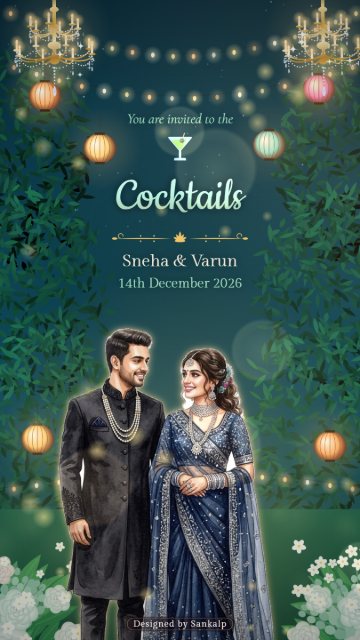 You are invited to the
Cocktails
Sneha & Varun
14th December 2026
Designed by Sankalp